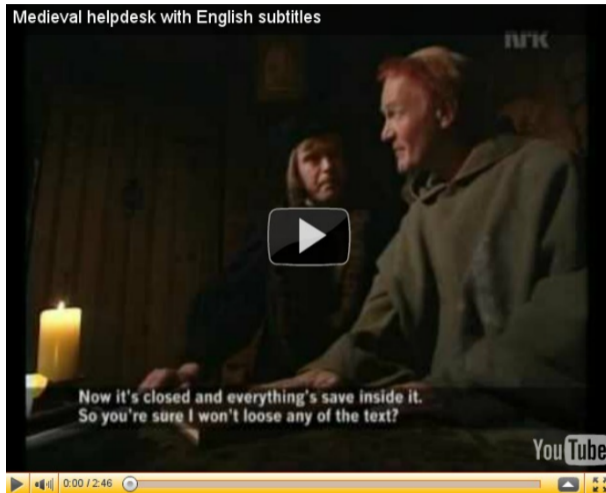 Medieval helpdesk with English subtitles
NRK
Now it's closed and everything's save inside it.
So you're sure I won't loose any of the text?
YouTube
0:00 / 2:46